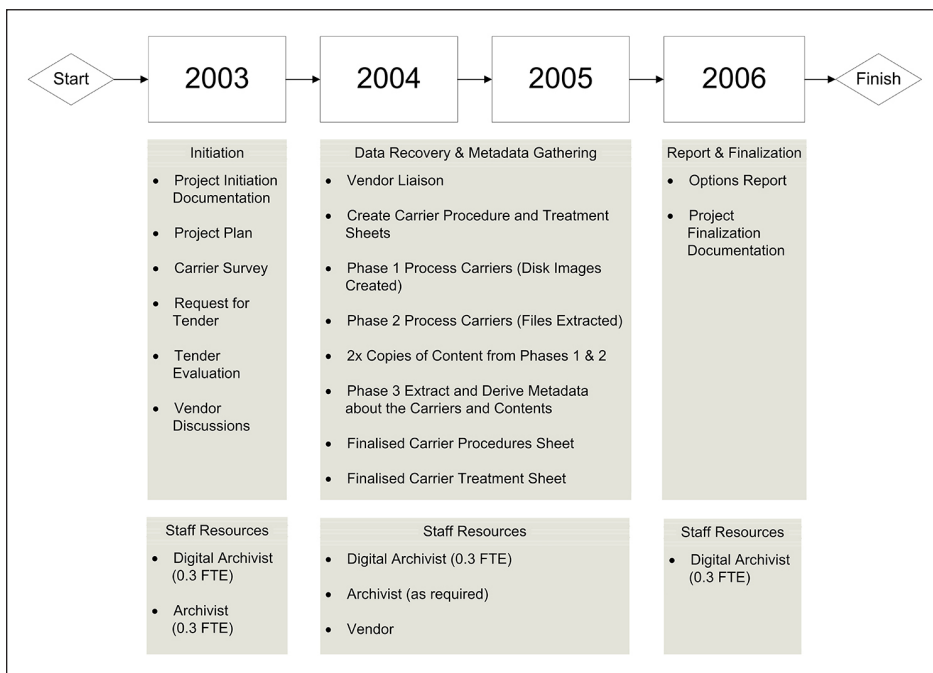 Start
2003
2004
2005
2006
Finish
Initiation
• Project Initiation
Documentation
• Project Plan
• Carrier Survey
• Request for
Tender
• Tender
Evaluation
• Vendor
Discussions
Data Recovery & Metadata Gathering
• Vendor Liaison
• Create Carrier Procedure and Treatment
Sheets
• Phase 1 Process Carriers (Disk Images
Created)
• Phase 2 Process Carriers (Files Extracted)
• 2x Copies of Content from Phases 1 & 2
• Phase 3 Extract and Derive Metadata
about the Carriers and Contents
• Finalised Carrier Procedures Sheet
• Finalised Carrier Treatment Sheet
Report & Finalization
• Options Report
• Project
Finalization
Documentation
Staff Resources
• Digital Archivist
(0.3 FTE)
• Archivist
(0.3 FTE)
Staff Resources
• Digital Archivist (0.3 FTE)
• Archivist (as required)
• Vendor
Staff Resources
• Digital Archivist
(0.3 FTE)